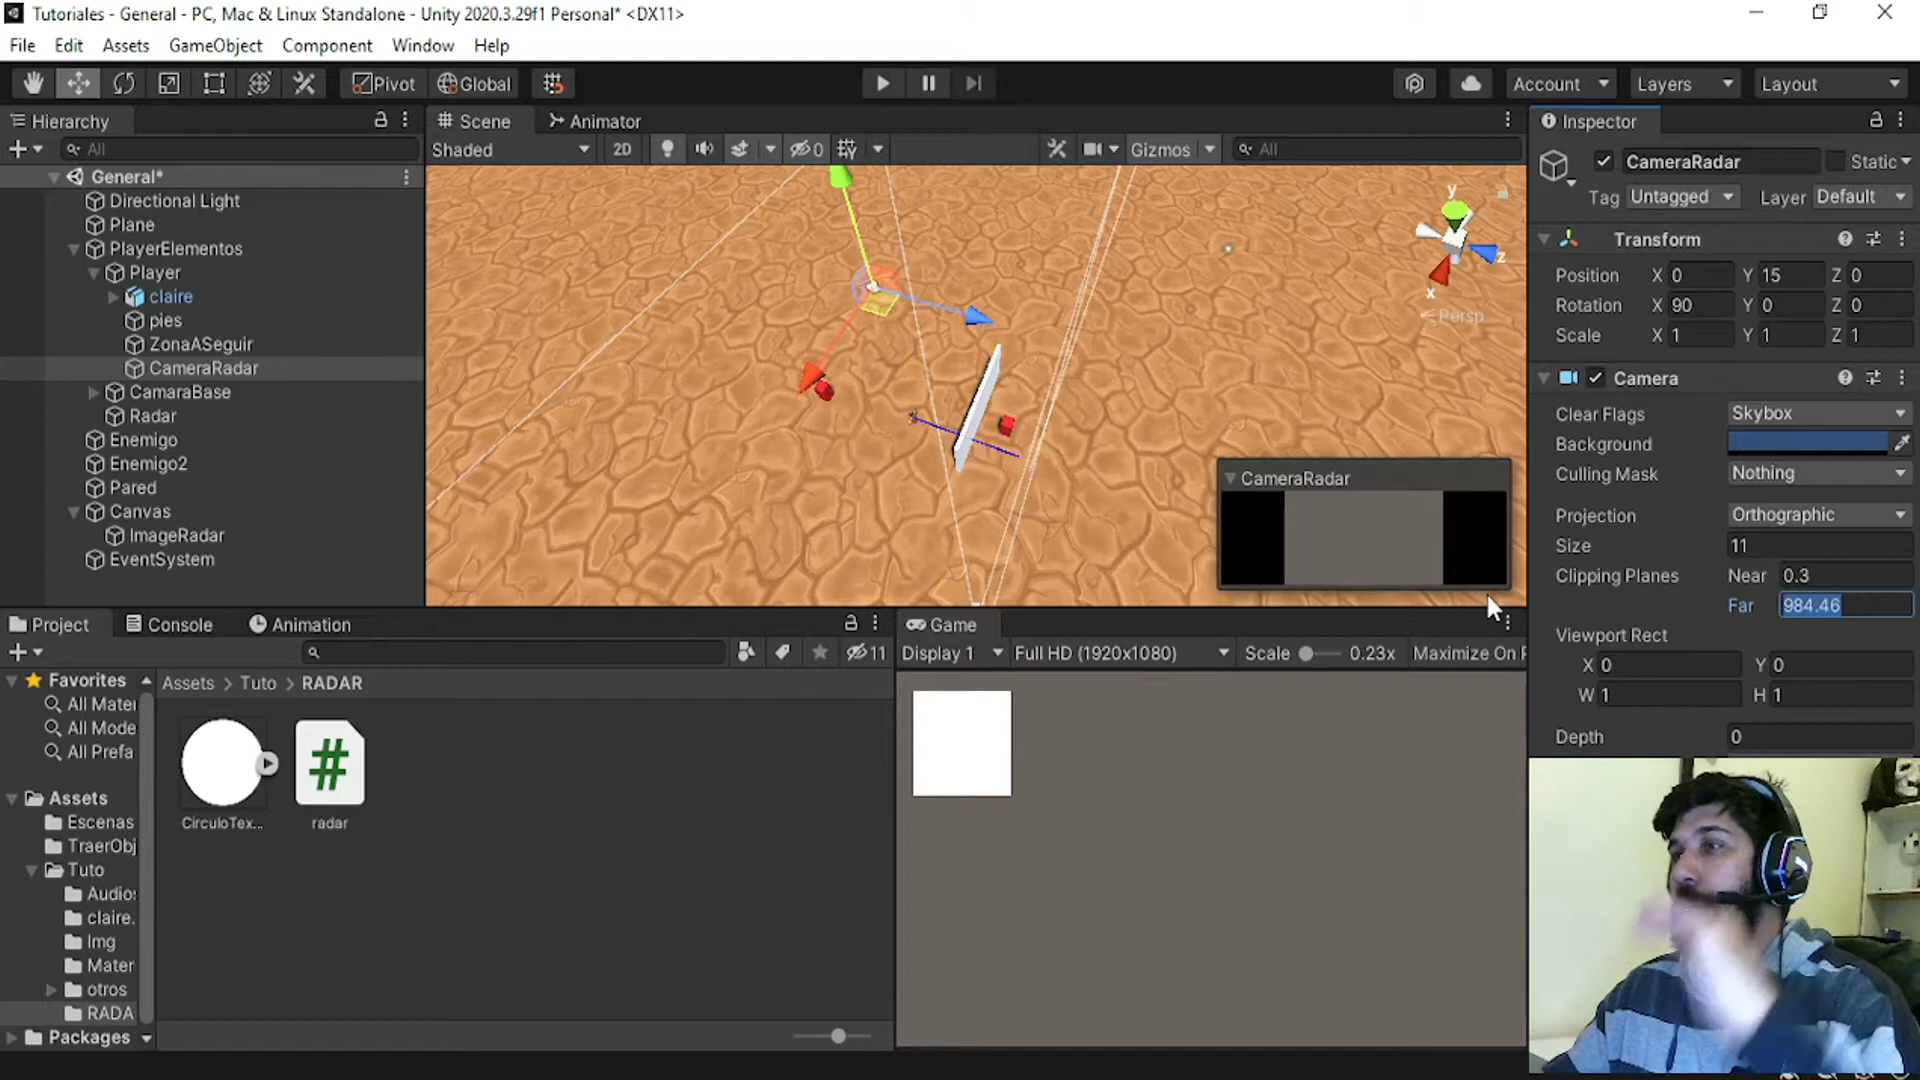 Tutoriales - General - PC, Mac & Linux Standalone - Unity 2020.3.29f1 Personal* <DX11>
File Edit Assets GameObject Component Window Help
Pivot Global Account Layers Layout
Hierarchy
All
General*
Directional Light
Plane
PlayerElementos
Player
claire
pies
ZonaASeguir
CameraRadar
CamaraBase
Radar
Enemigo
Enemigo2
Pared
Canvas
ImageRadar
EventSystem
Scene Animator
Shaded 2D 0 Gizmos All
y
z
x
Persp
CameraRadar
Inspector
CameraRadar Static
Tag Untagged Layer Default
Transform
Position X 0 Y 15 Z 0
Rotation X 90 Y 0 Z 0
Scale X 1 Y 1 Z 1
Camera
Clear Flags Skybox
Background
Culling Mask Nothing
Projection Orthographic
Size 11
Clipping Planes Near 0.3
Far 984.46
Viewport Rect
X 0 Y 0
W 1 H 1
Depth 0
Project Console Animation
11
Favorites
All Mater
All Mode
All Prefa
Assets
Escenas
TraerObj
Tuto
Audio
claire.
Img
Mater
otros
RADA
Packages
Assets > Tuto > RADAR
CirculoTex...
#
radar
Game
Display 1 Full HD (1920x1080) Scale 0.23x Maximize On P